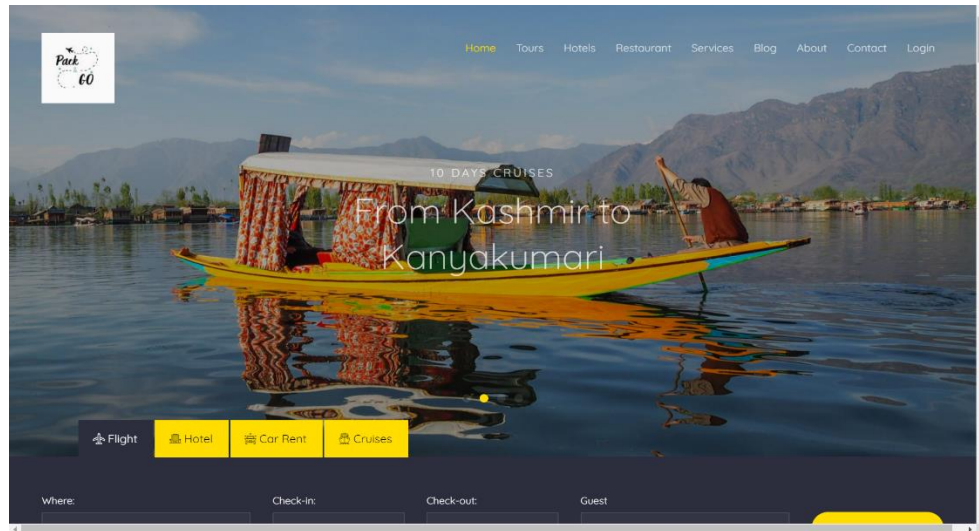 Pack
GO
Home Tours Hotels Restaurant Services Blog About Contact Login
10 DAYS CRUISES
From Kashmir to
Kanyakumari
Flight Hotel Car Rent Cruises
Where: Check-in: Check-out: Guest